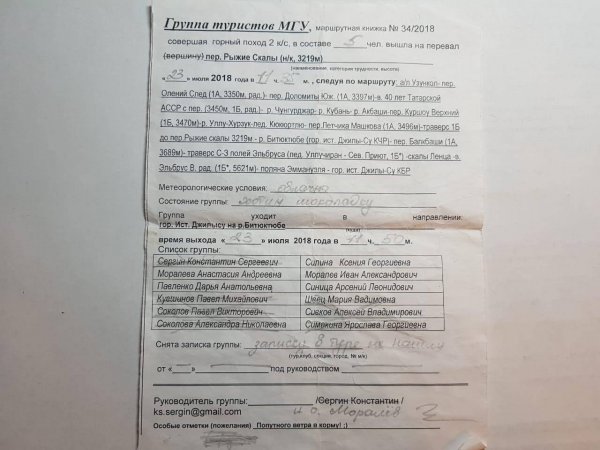 Группа туристов МГУ, маршрутная книжка № 34/2018
совершая горный поход 2 к/с, в составе 5 чел. вышла на перевал
(вершину) пер. Рыжие Скалы (н/к, 3219м)
(наименование, категория трудности, высота)
« 23 » июля 2018 года в 11 ч. 35 м., следуя по маршруту: а/л Узункол- пер.
Олений След (1А, 3350м, рад.)- пер. Доломиты Юж. (1А, 3397м)-в. 40 лет Татарской
АССР с пер. (3450м, 1Б, рад.)- р. Чунгурджар- р. Кубань- р. Акбаши-пер. Куршоу Верхний
(1Б, 3470м)-р. Уллу-Хурзук-лед. Кюкюртлю- пер.Летчика Машкова (1А, 3496м)-траверс 1Б
до пер.Рыжие скалы 3219м - р. Битюктюбе (гор. ист. Джилы-Су КЧР)- пер. Балкбаши (1А,
3689м)- траверс С-З полей Эльбруса (лед. Уллучиран - Сев. Приют, 1Б*) -скалы Ленца -в.
Эльбрус В. рад. (1Б*, 5621м)- поляна Эммануэля - гор. ист. Джилы-Су КБР
Метеорологические условия: облачно
Состояние группы: хотим шоколадку
Группа уходит в направлении:
гор. Ист. Джилысу на р.Битюктюбе
время выхода « 23 » июля 2018 года в 11 ч. 50 м.
Список группы:
Сергин Константин Сергеевич Силина Ксения Георгиевна
Моралева Анастасия Андреевна Моралев Иван Александрович
Павленко Дарья Анатольевна Синица Арсений Леонидович
Кувшинов Павел Михайлович Швец Мария Вадимовна
Соколов Павел Викторович Сивков Алексей Владимирович
Соколова Александра Николаевна Симукина Ярослава Георгиевна
Снята записка группы: записки в туре не нашли
(тур.клуб, секция, город, № м/к)
от « » под руководством
Руководитель группы: /Сергин Константин /
ks.sergin@gmail.com и.о. Моралёв
Особые отметки (пожелания) Попутного ветра в корму! ;)